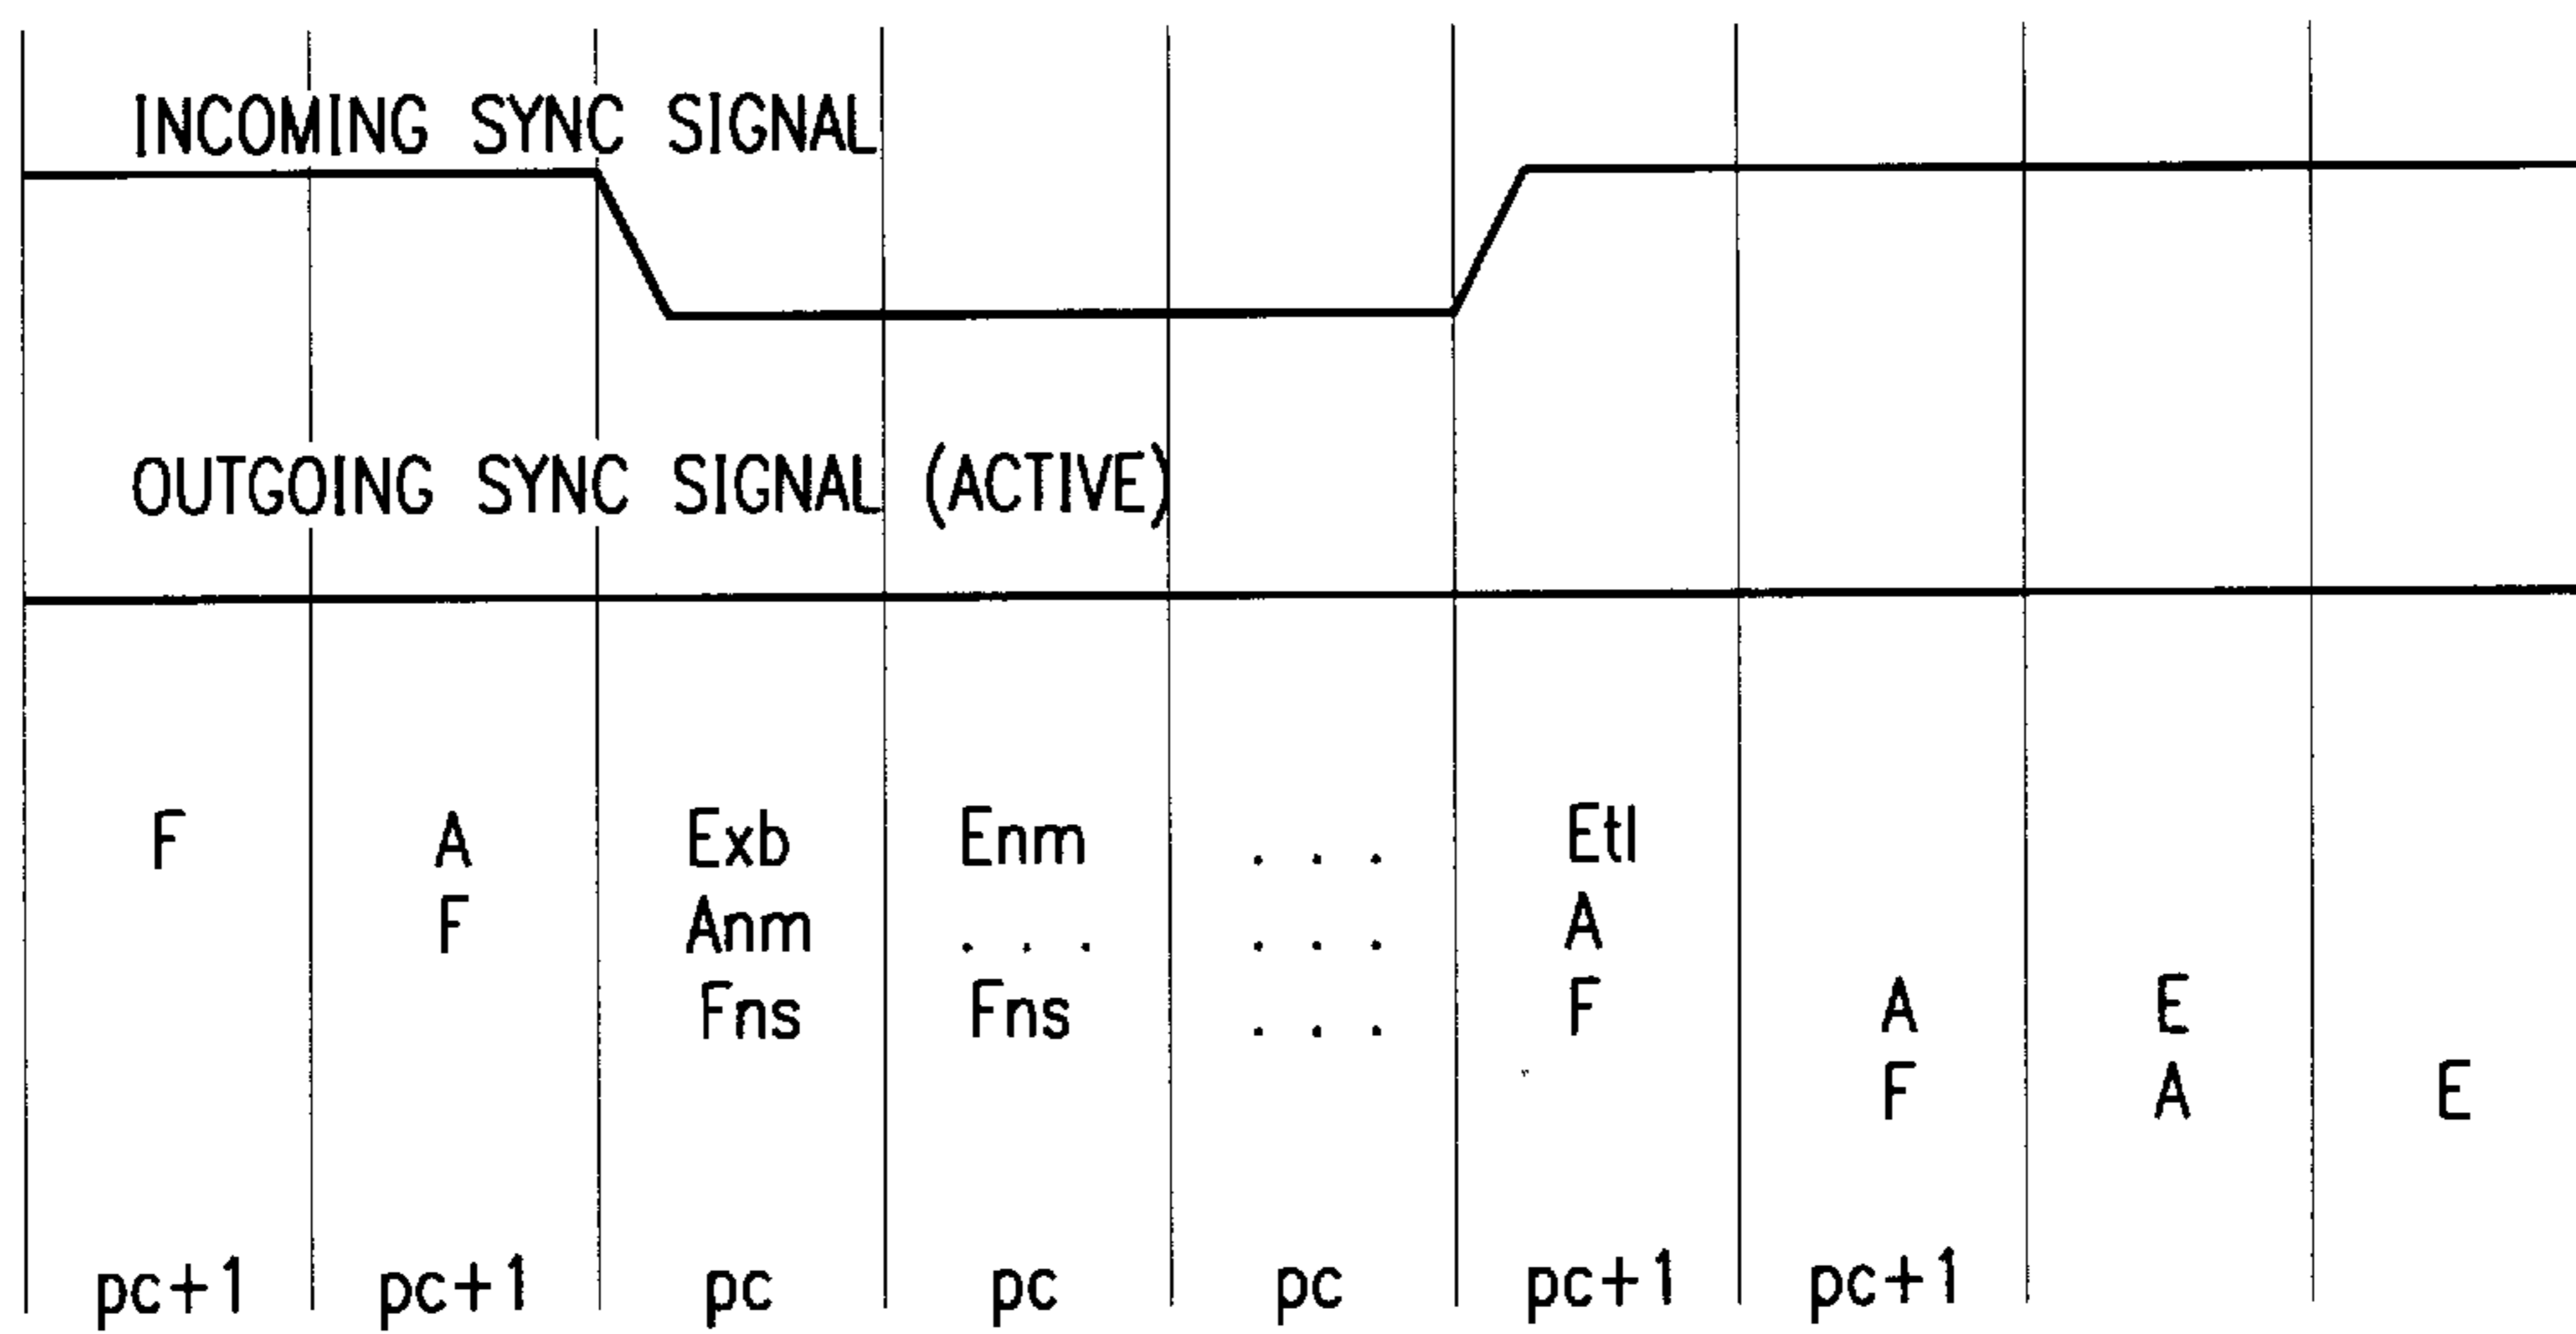 INCOMING SYNC SIGNAL
OUTGOING SYNC SIGNAL (ACTIVE)
F A Exb Enm . . . Etl
F Anm . . . . . . A
Fns Fns . . . F A E
F A E
pc+1 pc+1 pc pc pc pc+1 pc+1